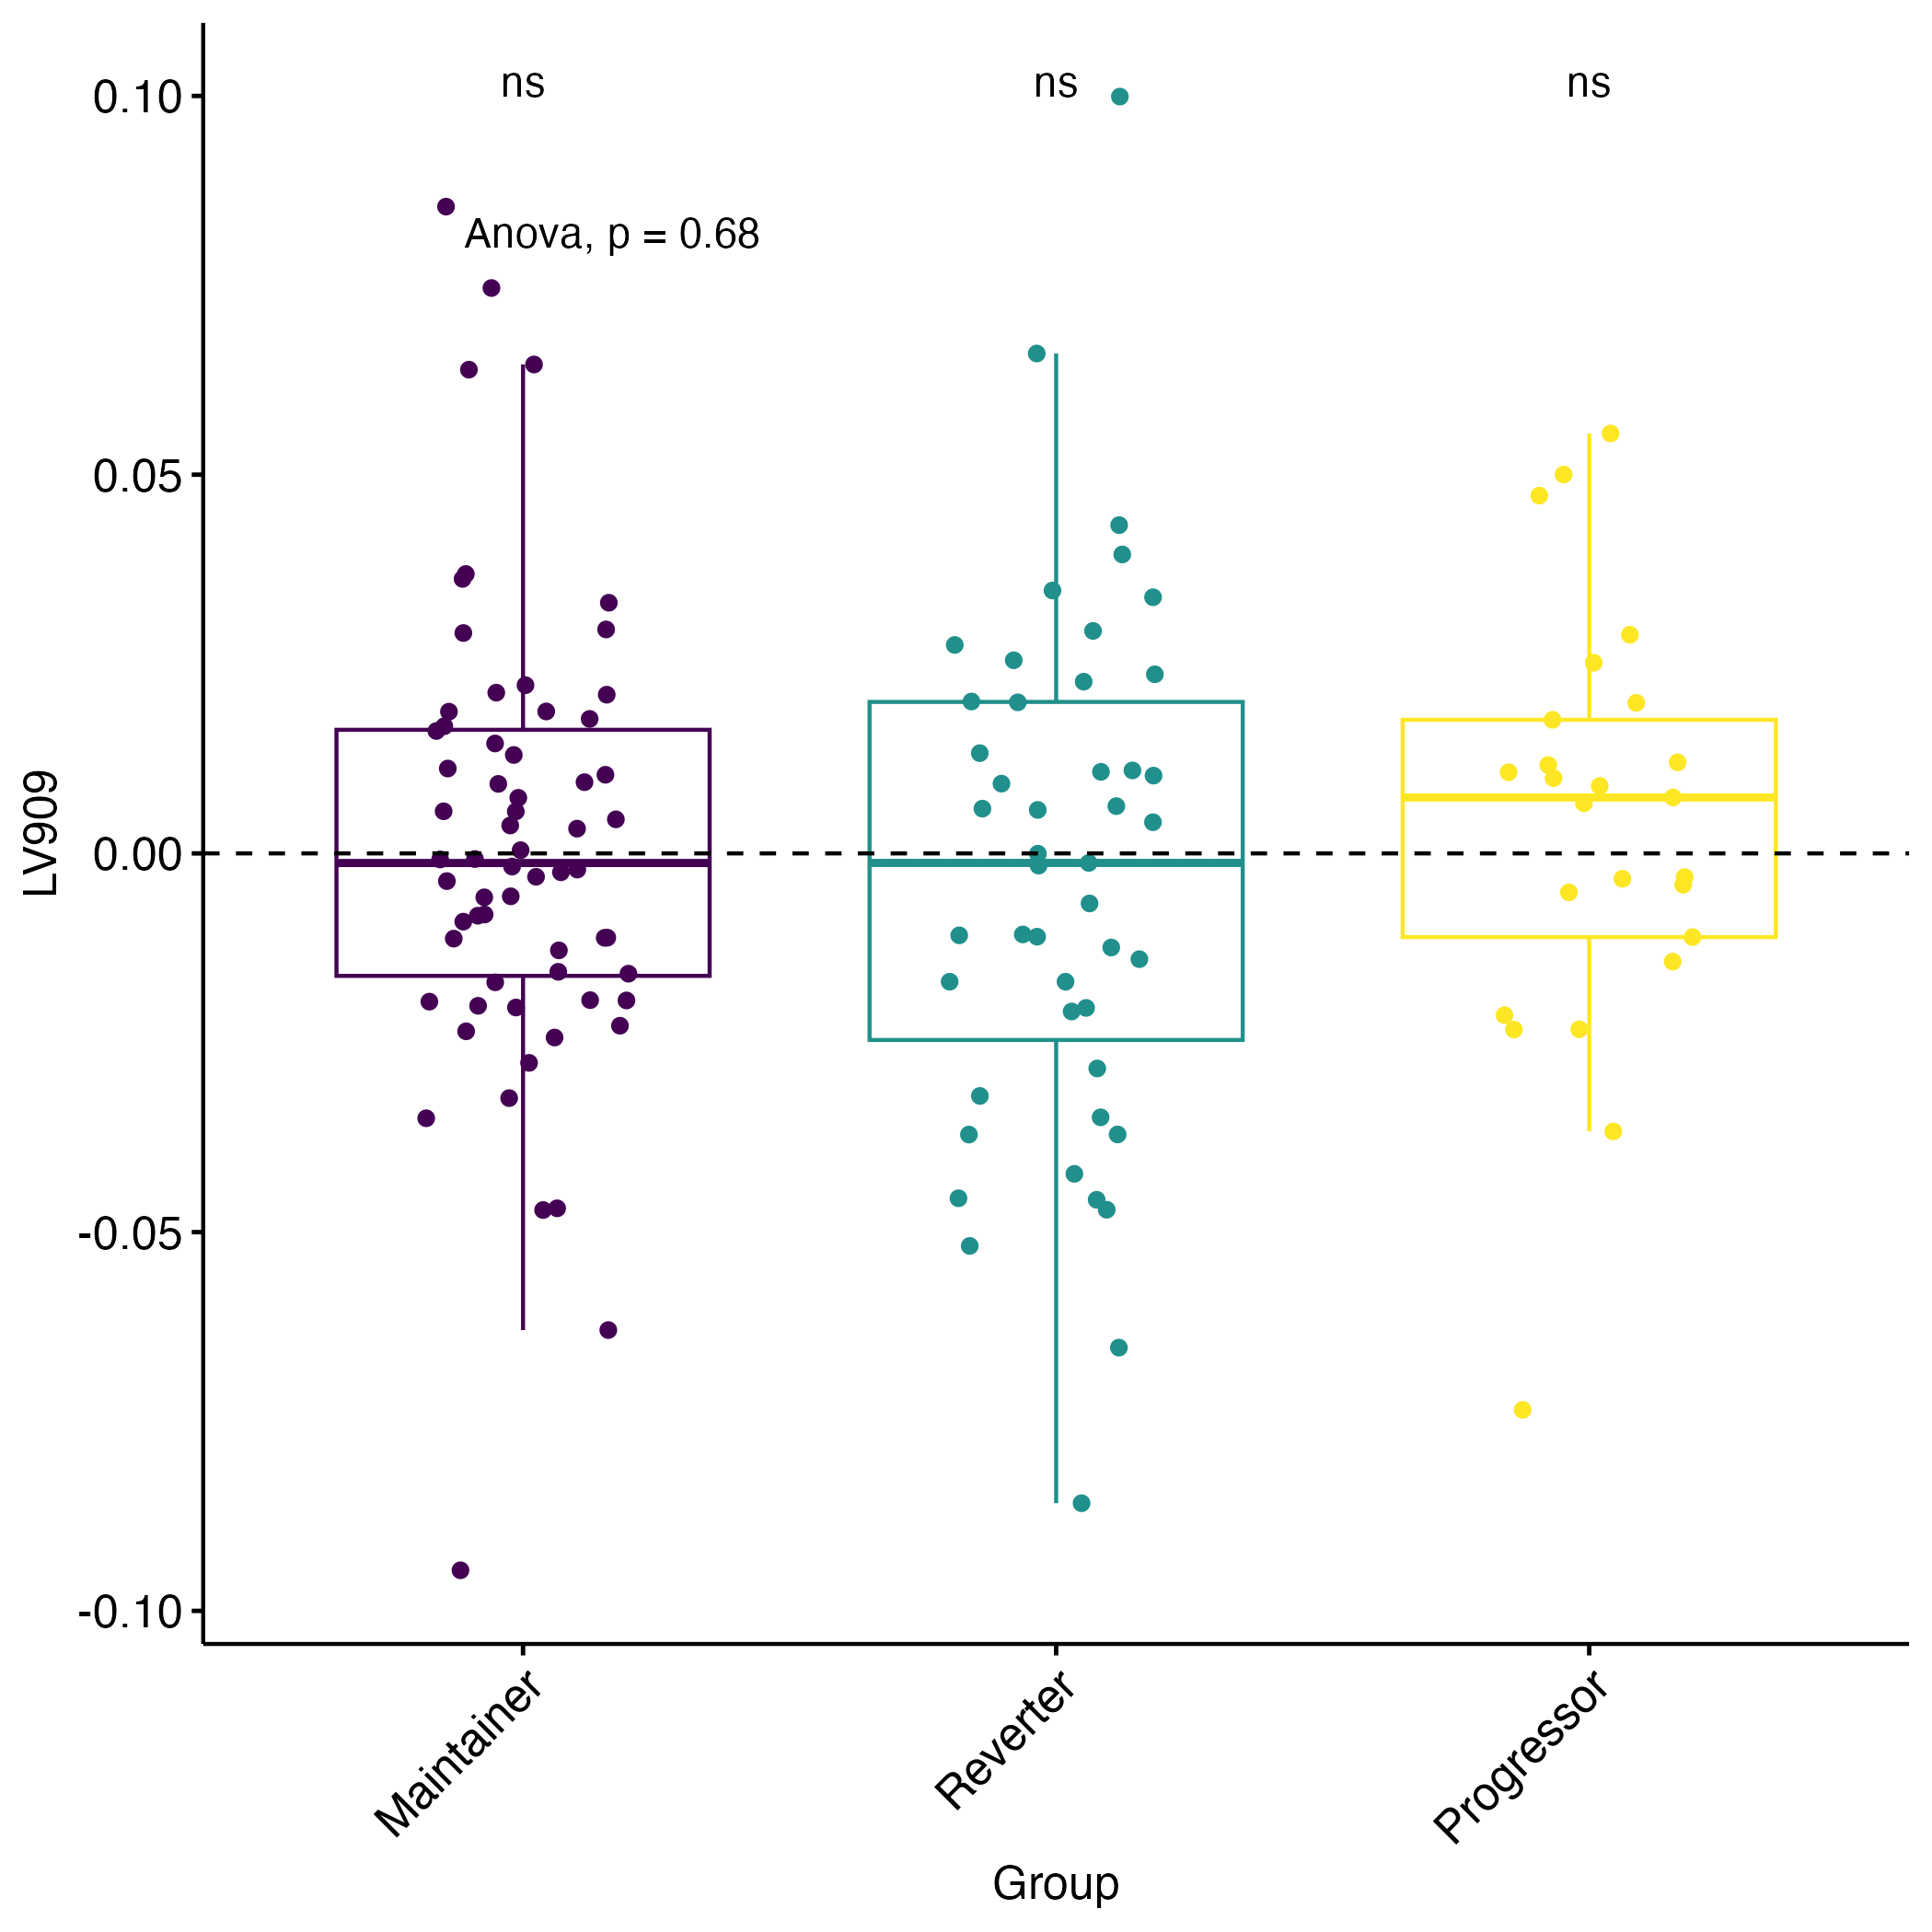 ns ns ns
Anova, p = 0.68
0.10
0.05
0.00
-0.05
-0.10
LV909
Maintainer
Reverter
Progressor
Group